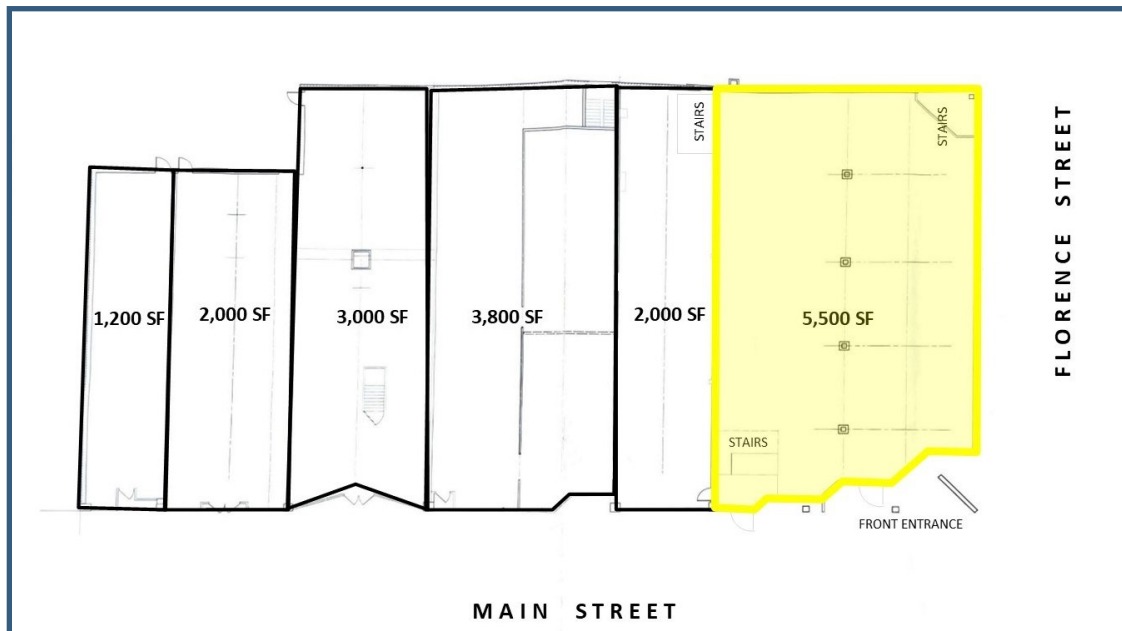 STAIRS
STAIRS
FLORENCE STREET
1,200 SF
2,000 SF
3,000 SF
3,800 SF
2,000 SF
5,500 SF
STAIRS
FRONT ENTRANCE
MAIN STREET